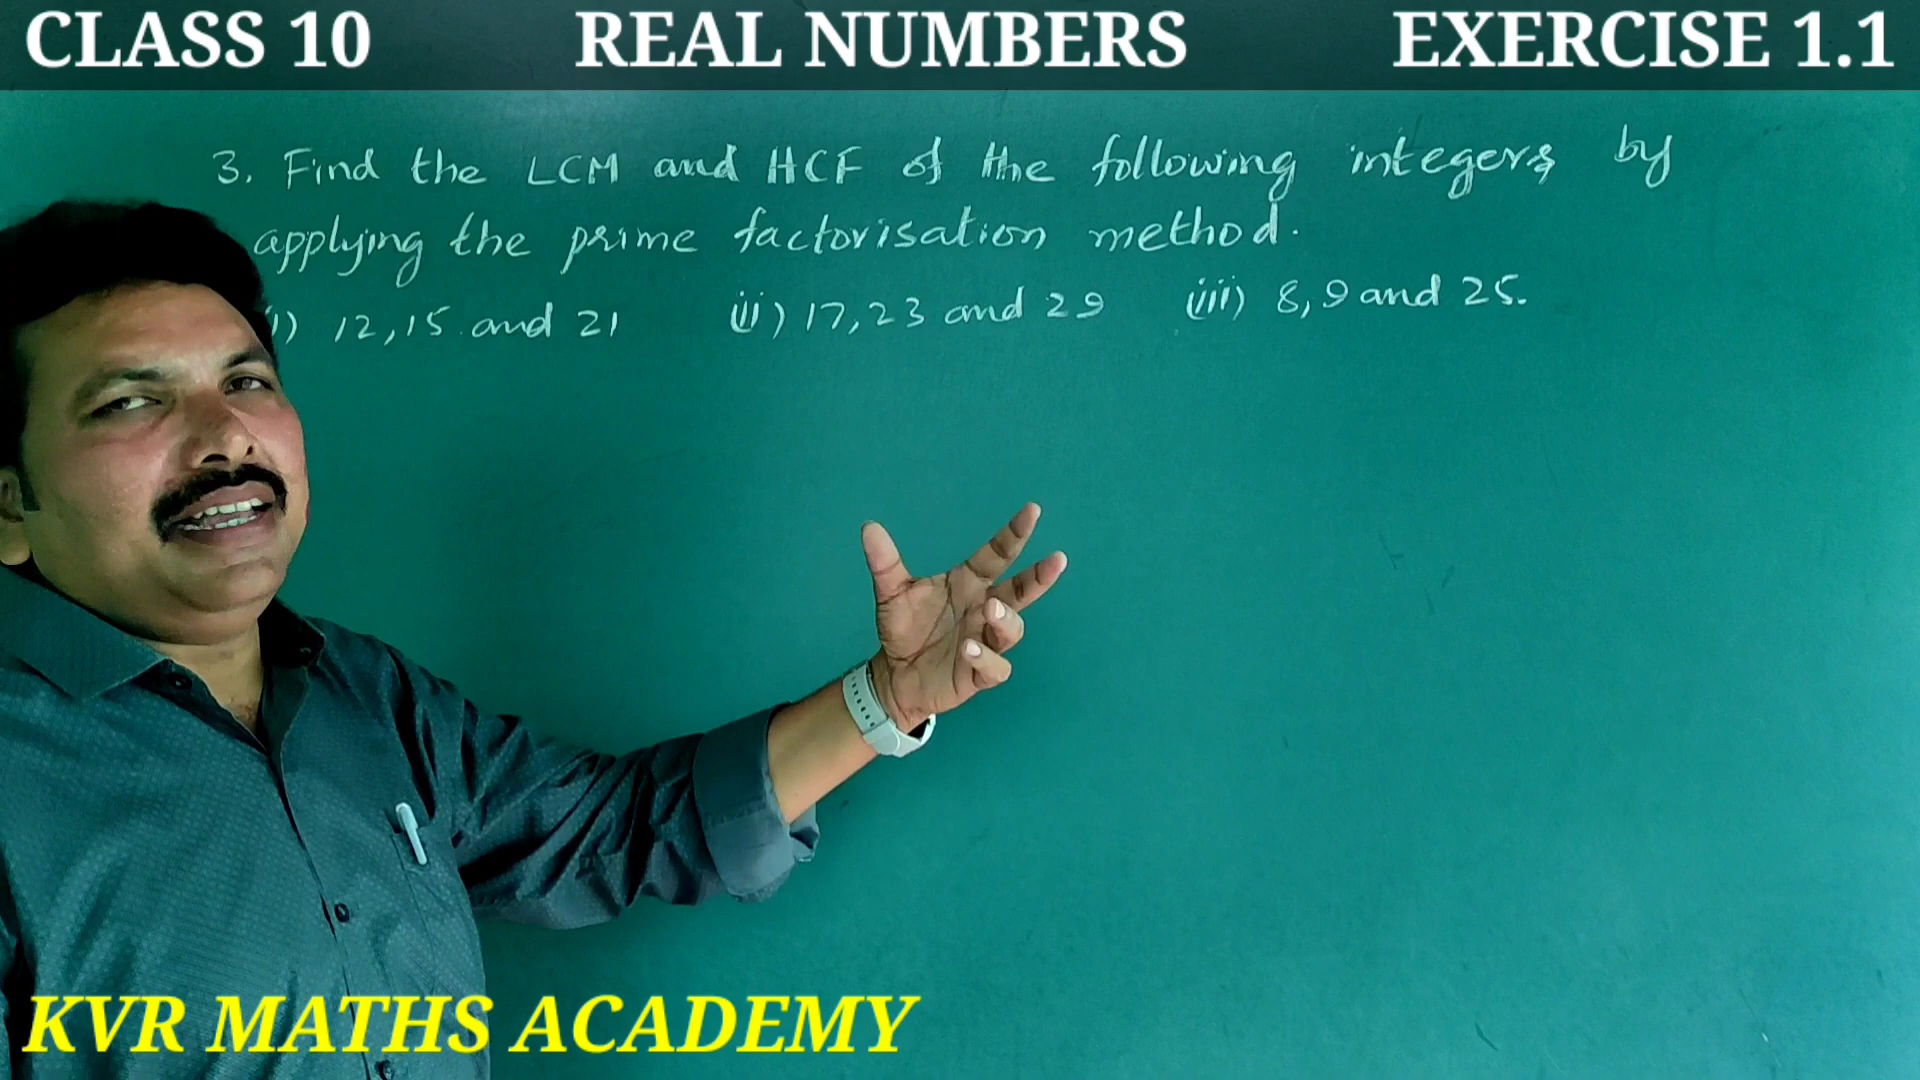 CLASS 10 REAL NUMBERS EXERCISE 1.1
3. Find the LCM and HCF of the following integers by
applying the prime factorisation method.
i) 12, 15 and 21 (ii) 17, 23 and 29 (iii) 8, 9 and 25.
KVR MATHS ACADEMY